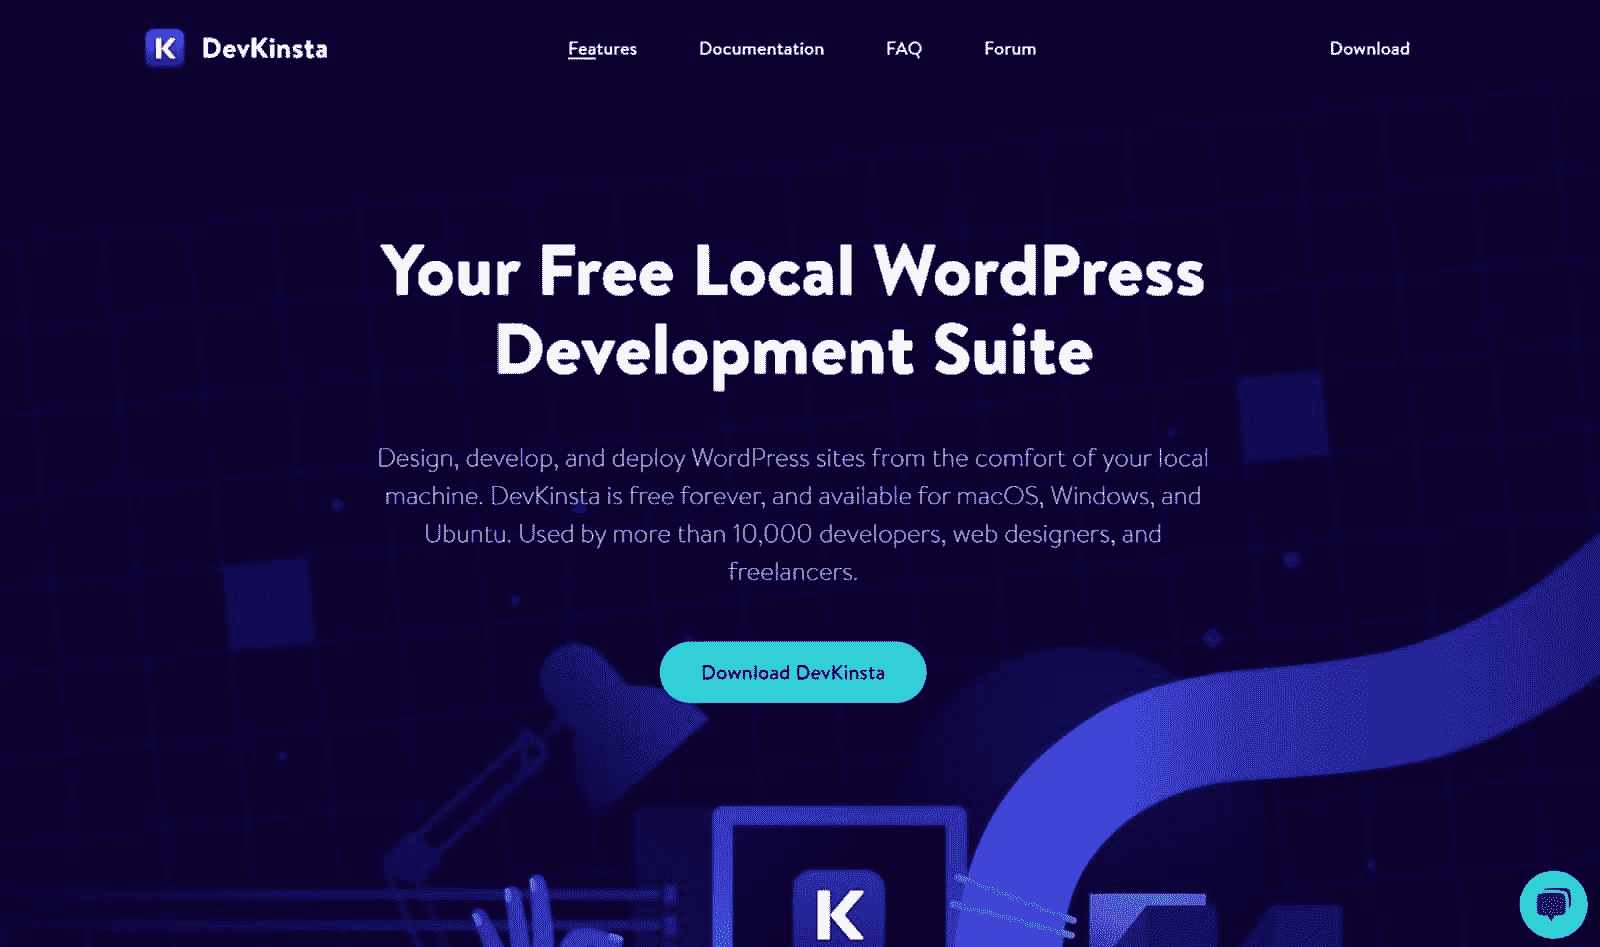 K DevKinsta Features Documentation FAQ Forum Download
Your Free Local WordPress
Development Suite
Design, develop, and deploy WordPress sites from the comfort of your local
machine. DevKinsta is free forever, and available for macOS, Windows, and
Ubuntu. Used by more than 10,000 developers, web designers, and
freelancers.
Download DevKinsta
K